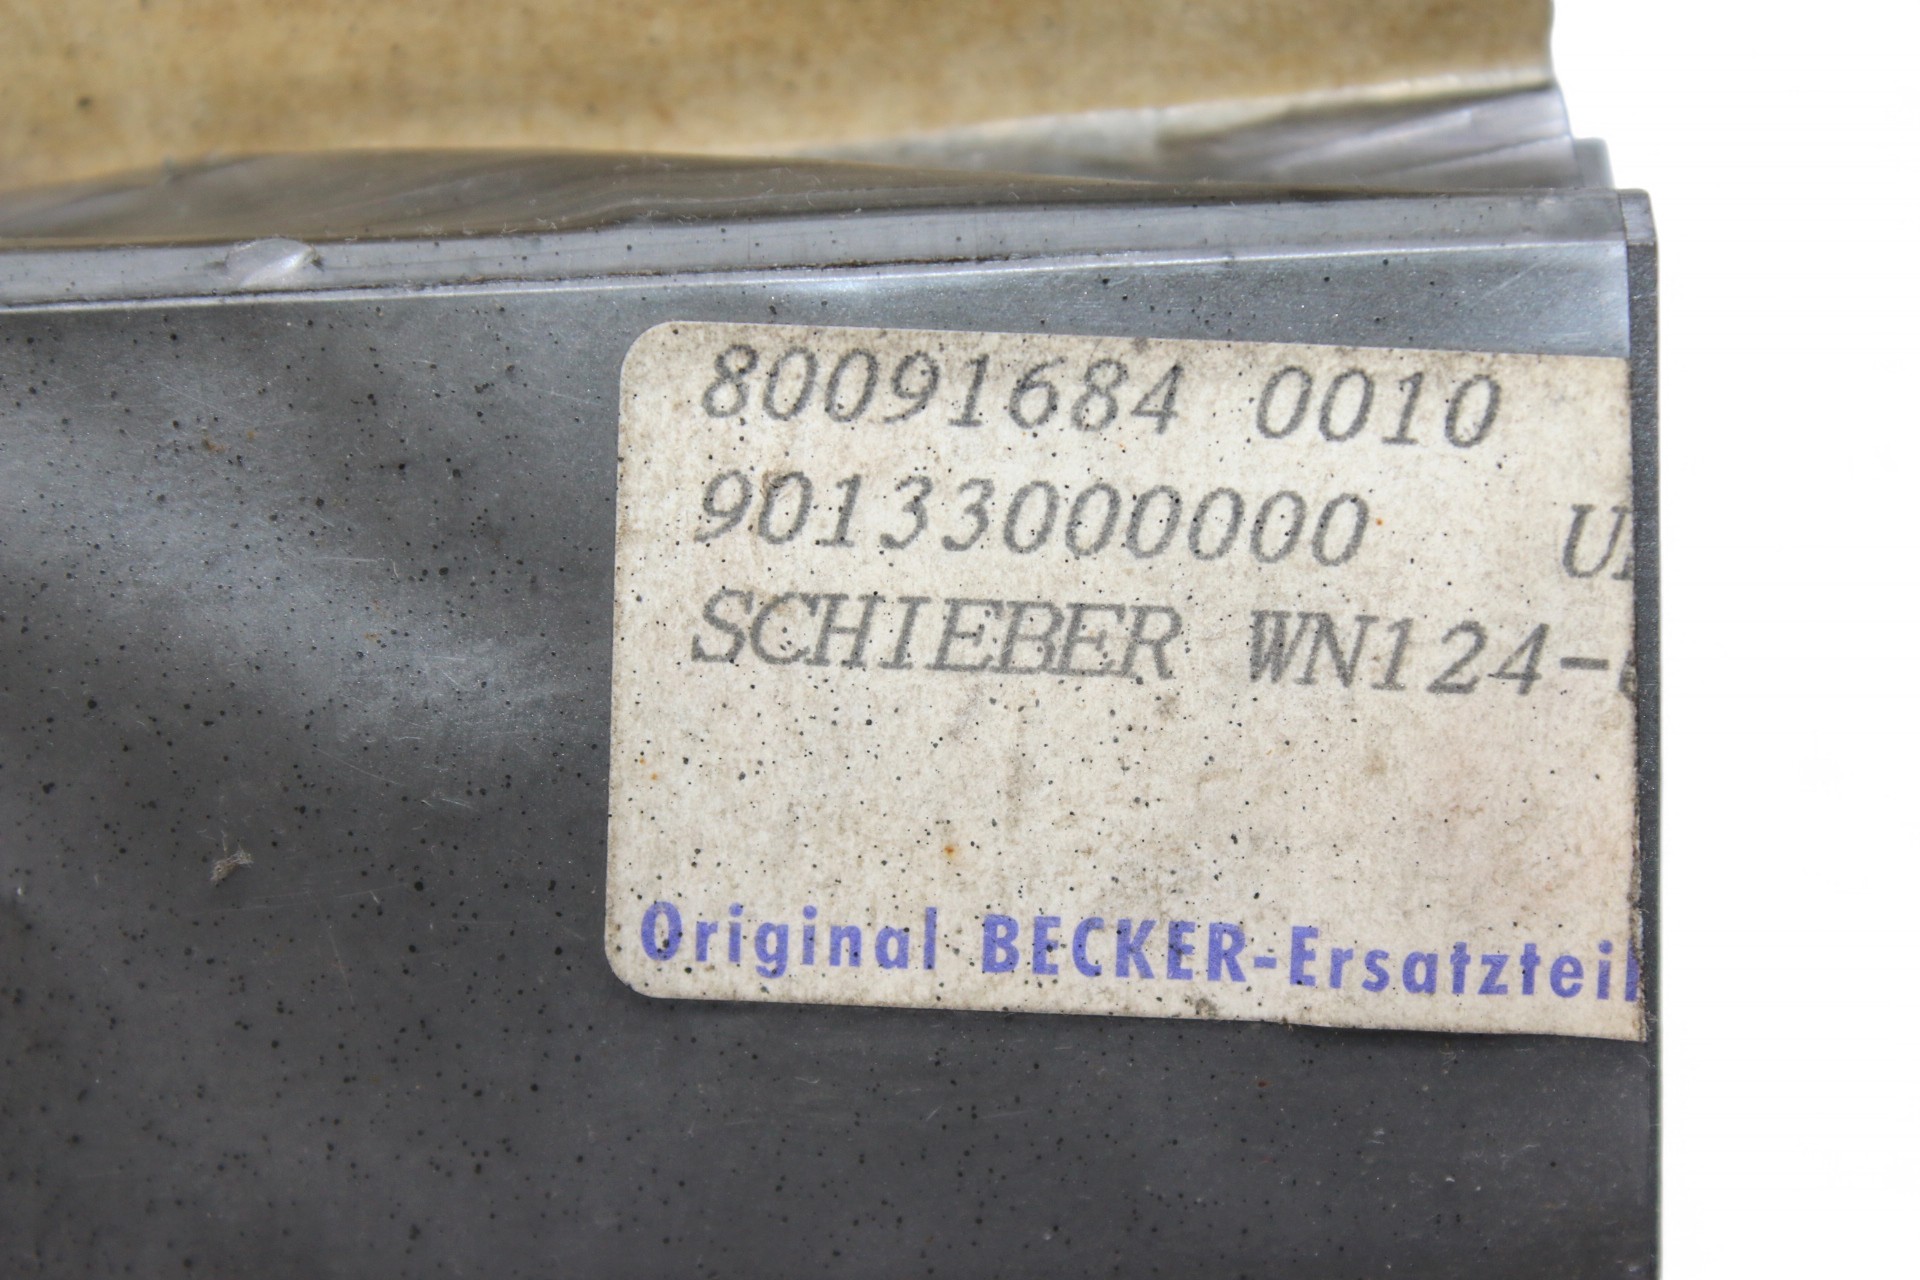 80091684 0010
90133000000
SCHIEBER WN124-
Original BECKER-Ersatzteil